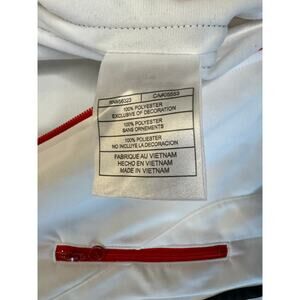 RN#56323 CA#05553
100% POLYESTER
EXCLUSIVE OF DECORATION
100% POLYESTER
SANS ORNEMENTS
100% POLIESTER
NO INCLUYE LA DECORACION
FABRIQUE AU VIETNAM
HECHO EN VIETNAM
MADE IN VIETNAM